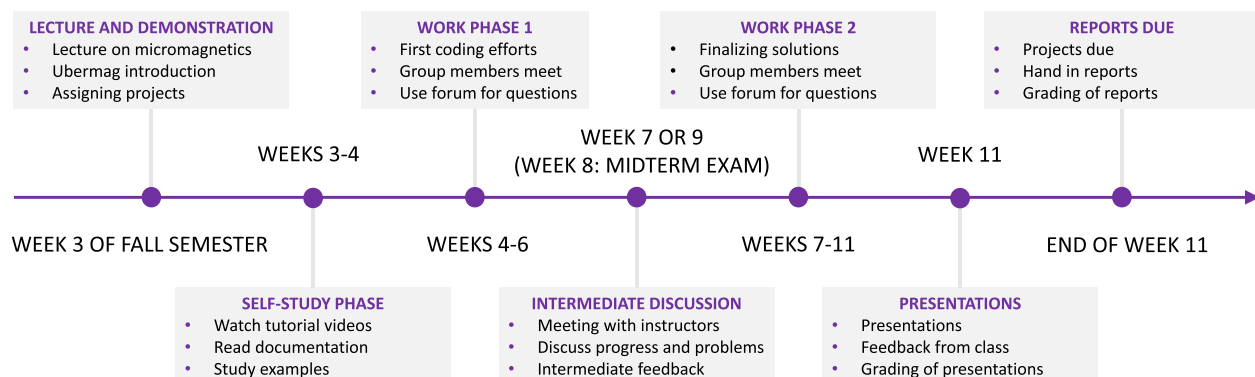 LECTURE AND DEMONSTRATION
• Lecture on micromagnetics
• Ubermag introduction
• Assigning projects
WORK PHASE 1
• First coding efforts
• Group members meet
• Use forum for questions
WORK PHASE 2
• Finalizing solutions
• Group members meet
• Use forum for questions
REPORTS DUE
• Projects due
• Hand in reports
• Grading of reports
WEEKS 3-4
WEEK 7 OR 9
(WEEK 8: MIDTERM EXAM)
WEEK 11
WEEK 3 OF FALL SEMESTER
WEEKS 4-6
WEEKS 7-11
END OF WEEK 11
SELF-STUDY PHASE
• Watch tutorial videos
• Read documentation
• Study examples
INTERMEDIATE DISCUSSION
• Meeting with instructors
• Discuss progress and problems
• Intermediate feedback
PRESENTATIONS
• Presentations
• Feedback from class
• Grading of presentations